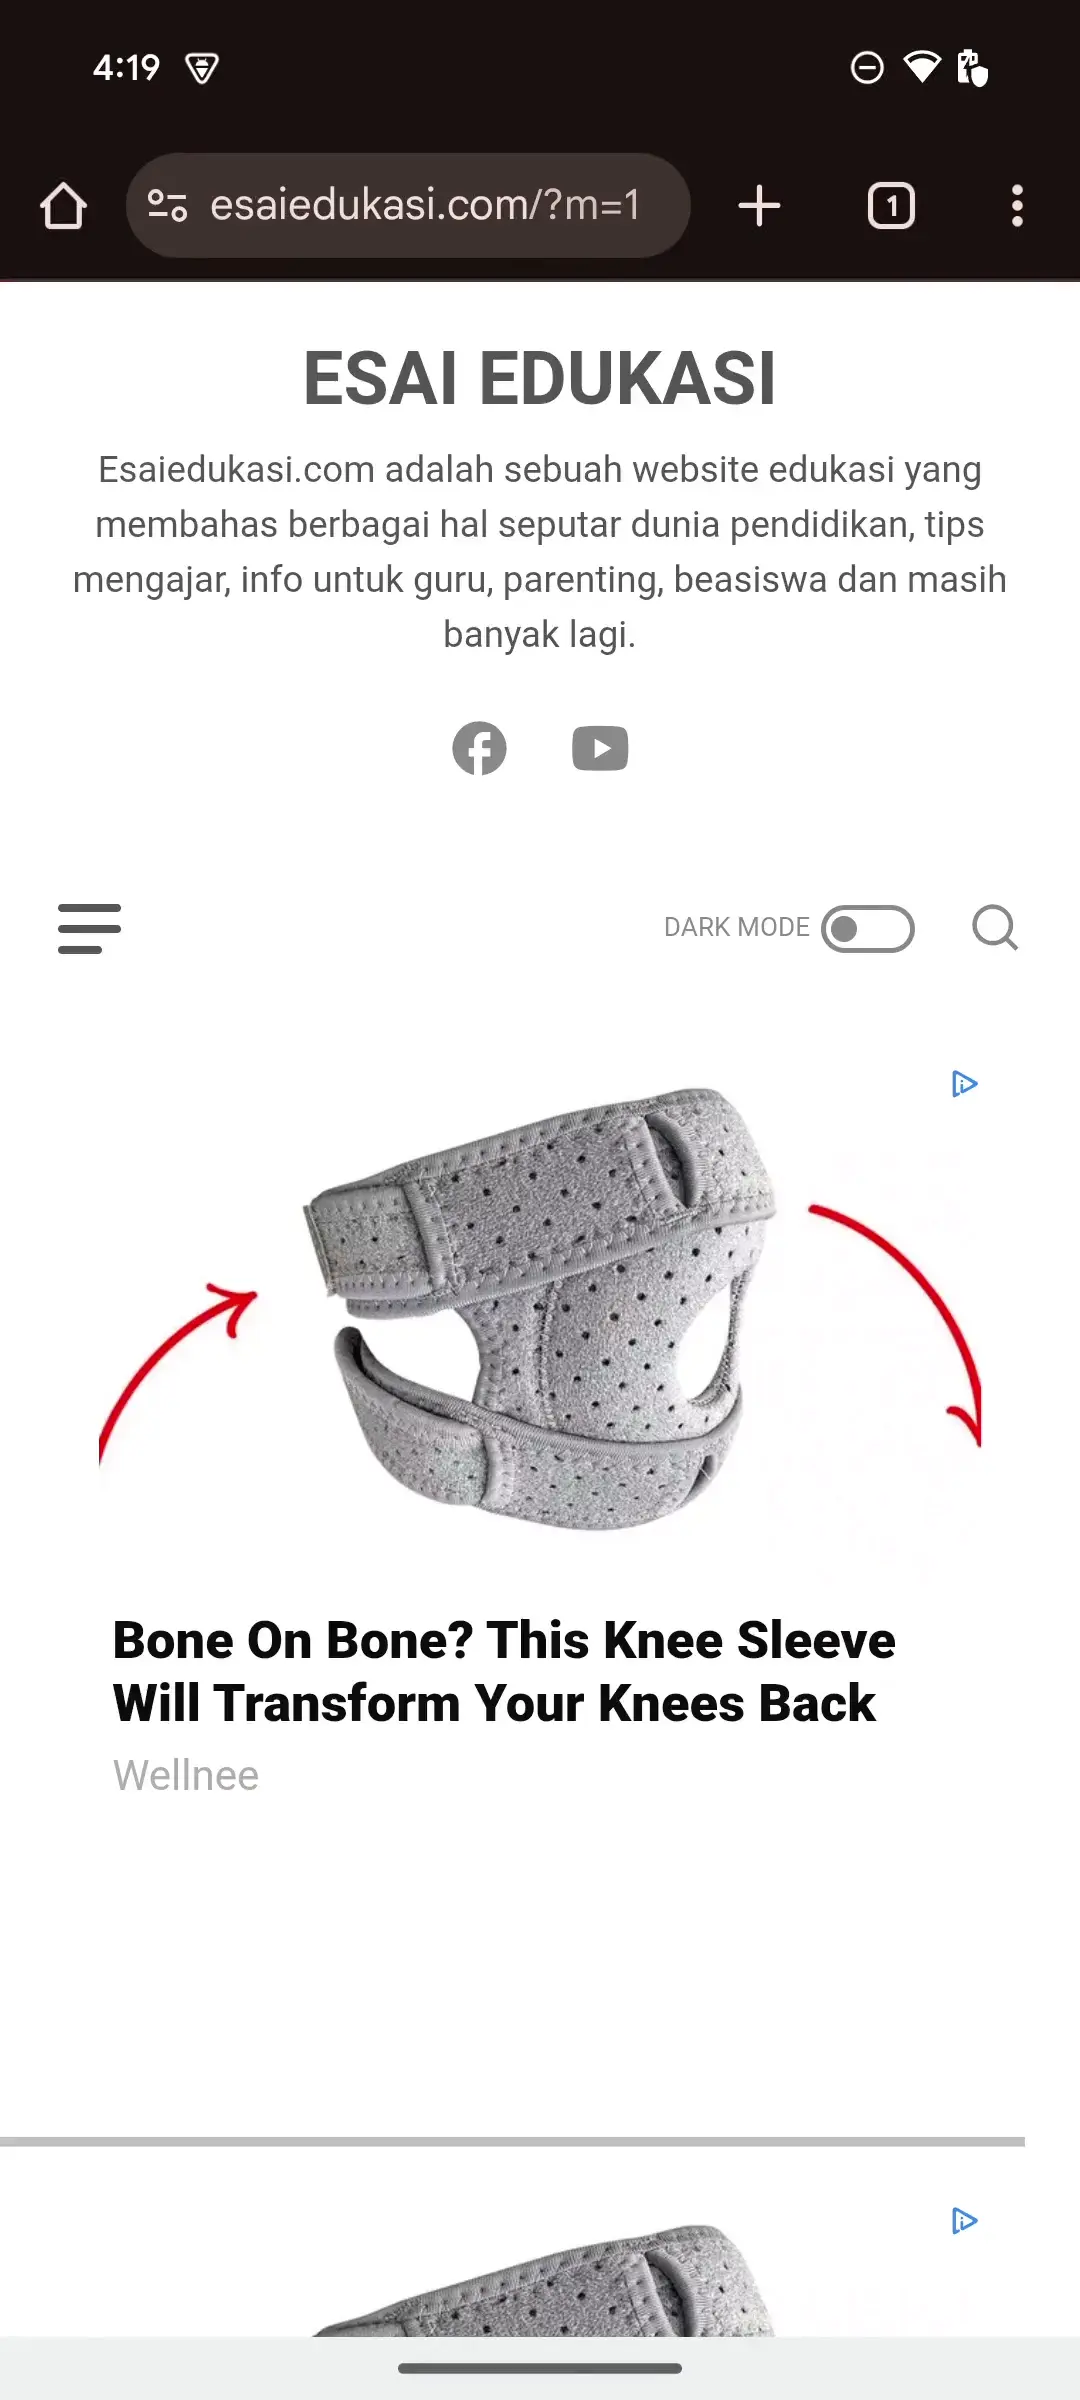 4:19
esaiedukasi.com/?m=1
1
ESAI EDUKASI
Esaiedukasi.com adalah sebuah website edukasi yang
membahas berbagai hal seputar dunia pendidikan, tips
mengajar, info untuk guru, parenting, beasiswa dan masih
banyak lagi.
DARK MODE
Bone On Bone? This Knee Sleeve
Will Transform Your Knees Back
Wellnee